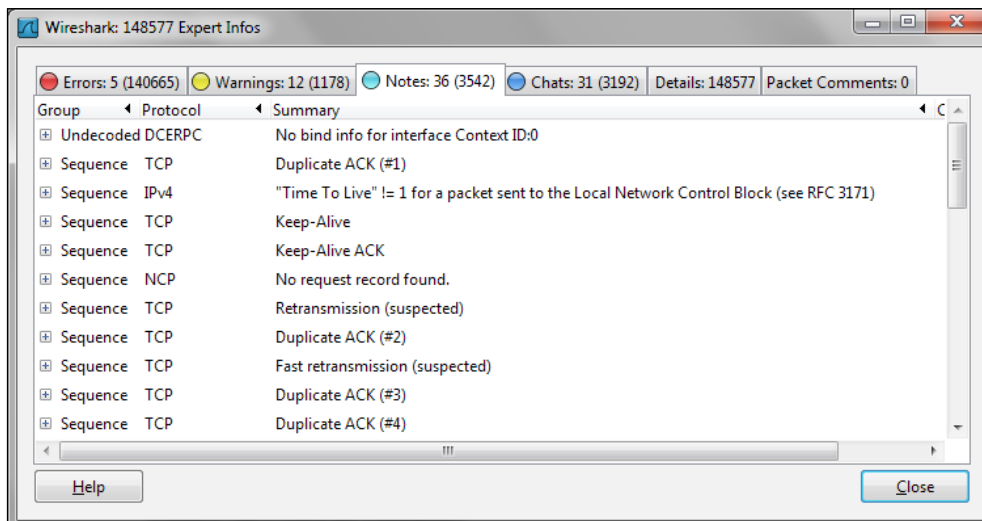 Wireshark: 148577 Expert Infos
Errors: 5 (140665) Warnings: 12 (1178) Notes: 36 (3542) Chats: 31 (3192) Details: 148577 Packet Comments: 0
Group Protocol Summary C
Undecoded DCERPC No bind info for interface Context ID:0
Sequence TCP Duplicate ACK (#1)
Sequence IPv4 "Time To Live" != 1 for a packet sent to the Local Network Control Block (see RFC 3171)
Sequence TCP Keep-Alive
Sequence TCP Keep-Alive ACK
Sequence NCP No request record found.
Sequence TCP Retransmission (suspected)
Sequence TCP Duplicate ACK (#2)
Sequence TCP Fast retransmission (suspected)
Sequence TCP Duplicate ACK (#3)
Sequence TCP Duplicate ACK (#4)
Help Close